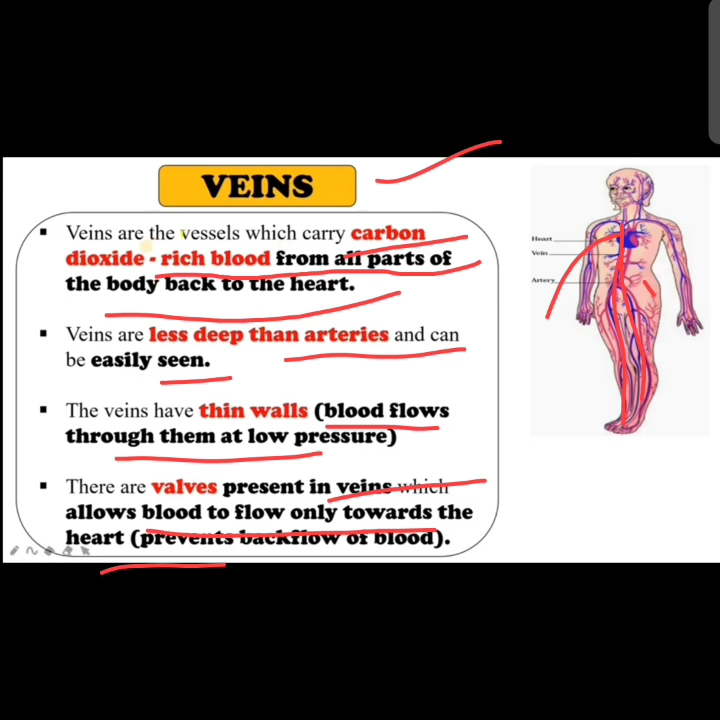 VEINS
▪ Veins are the vessels which carry carbon
dioxide - rich blood from all parts of
the body back to the heart.
▪ Veins are less deep than arteries and can
be easily seen.
▪ The veins have thin walls (blood flows
through them at low pressure)
▪ There are valves present in veins which
allows blood to flow only towards the
heart (prevents backflow of blood).
Heart
Vein
Artery